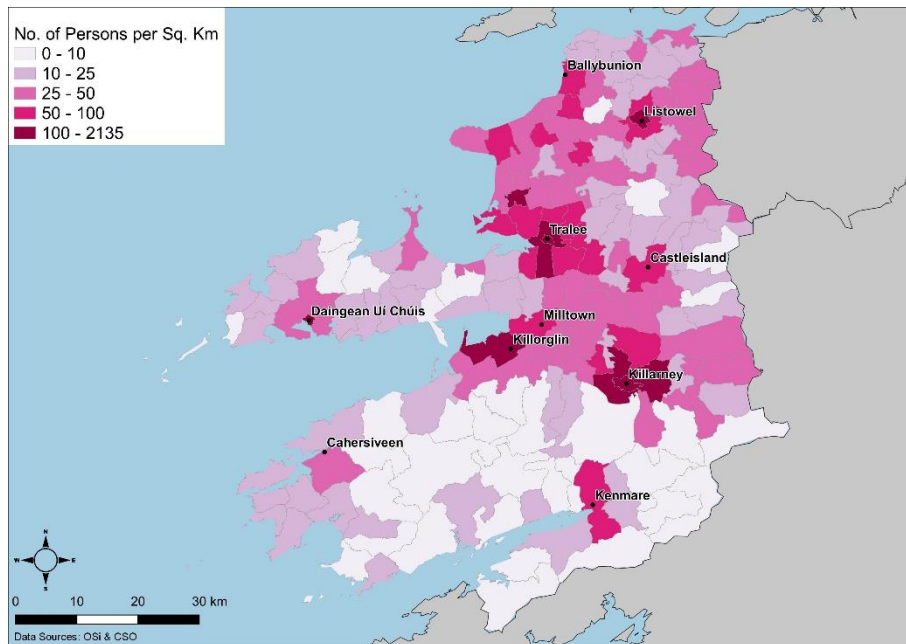 No. of Persons per Sq. Km
0 - 10
10 - 25
25 - 50
50 - 100
100 - 2135
Ballybunion
Listowel
Tralee
Castleisland
Daingean Uí Chúis
Milltown
Killorglin
Killarney
Cahersiveen
Kenmare
N
W E
S
0 10 20 30 km
Data Sources: OSi & CSO